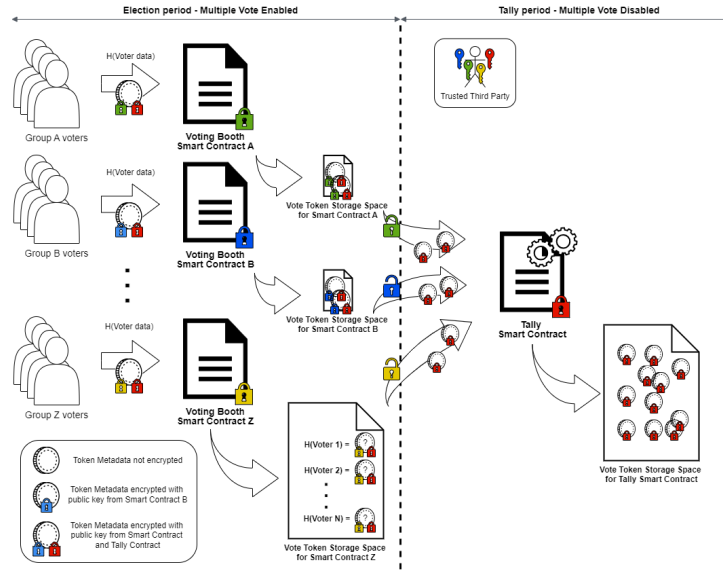 Election period - Multiple Vote Enabled
Tally period - Multiple Vote Disabled
H(Voter data)
Group A voters
Voting Booth
Smart Contract A
Trusted Third Party
H(Voter data)
Group B voters
Voting Booth
Smart Contract B
Vote Token Storage Space
for Smart Contract A
Vote Token Storage Space
for Smart Contract B
Tally
Smart Contract
H(Voter data)
Group Z voters
Voting Booth
Smart Contract Z
H(Voter 1) =
?
H(Voter 2) =
?
H(Voter N) =
?
Vote Token Storage Space
for Smart Contract Z
Vote Token Storage Space
for Tally Smart Contract
Token Metadata not encrypted
Token Metadata encrypted with
public key from Smart Contract B
Token Metadata encrypted with
public key from Smart Contract
and Tally Contract